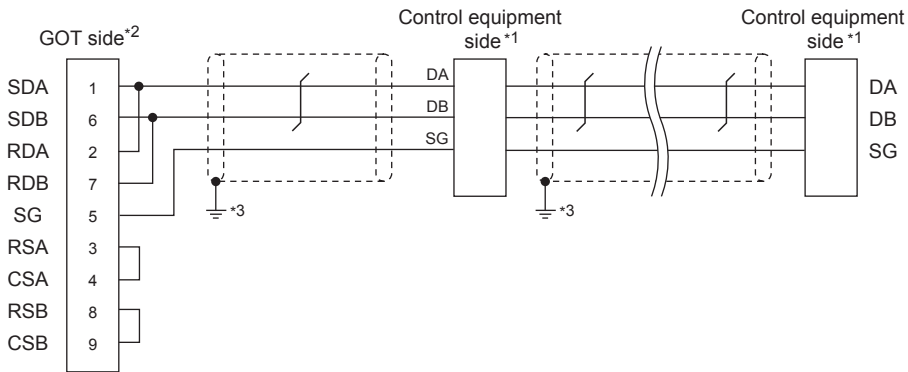 GOT side*2
Control equipment
side*1
Control equipment
side*1
SDA 1
SDB 6
RDA 2
RDB 7
SG 5
RSA 3
CSA 4
RSB 8
CSB 9
DA
DB
SG
*3
*3
DA
DB
SG